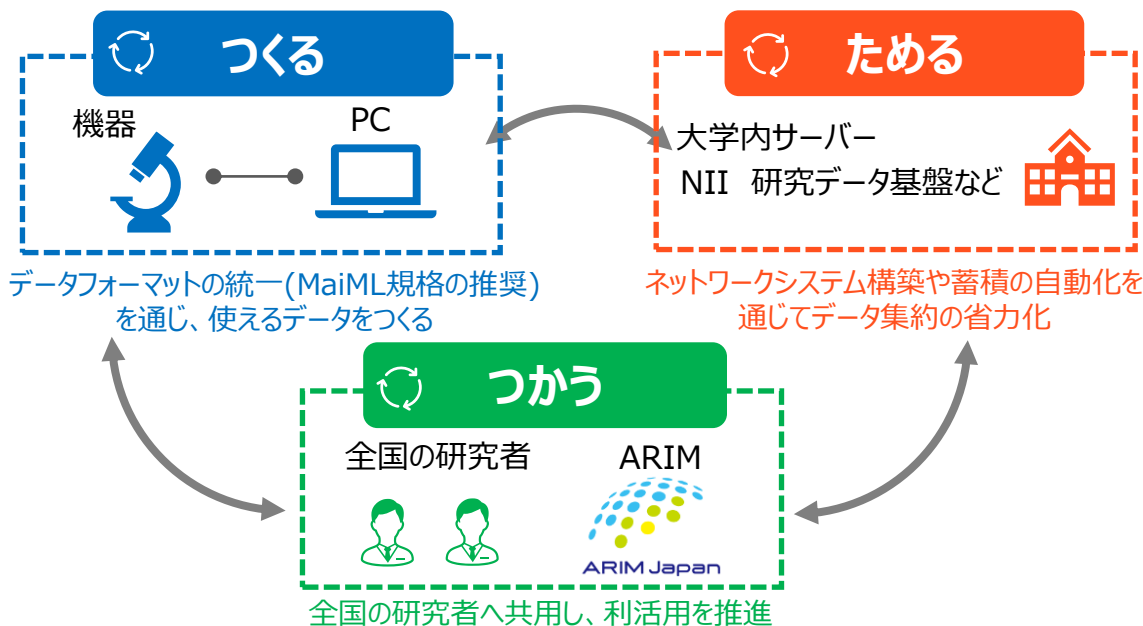 つくる
機器
PC
データフォーマットの統一(MaiML規格の推奨)
を通じ、使えるデータをつくる
ためる
大学内サーバー
NII 研究データ基盤など
ネットワークシステム構築や蓄積の自動化を
通じてデータ集約の省力化
つかう
全国の研究者
ARIM
ARIM Japan
全国の研究者へ共用し、利活用を推進